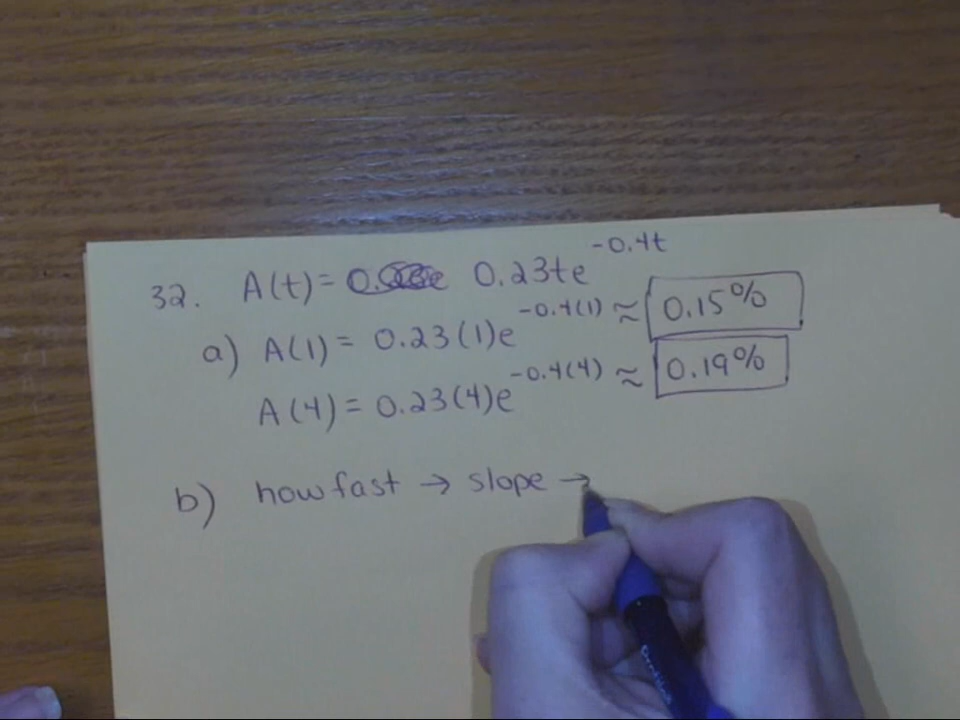 32. A(t) = 0.23te^-0.4t
a) A(1) = 0.23(1)e^-0.4(1) ≈ 0.15%
A(4) = 0.23(4)e^-0.4(4) ≈ 0.19%
b) how fast → slope →